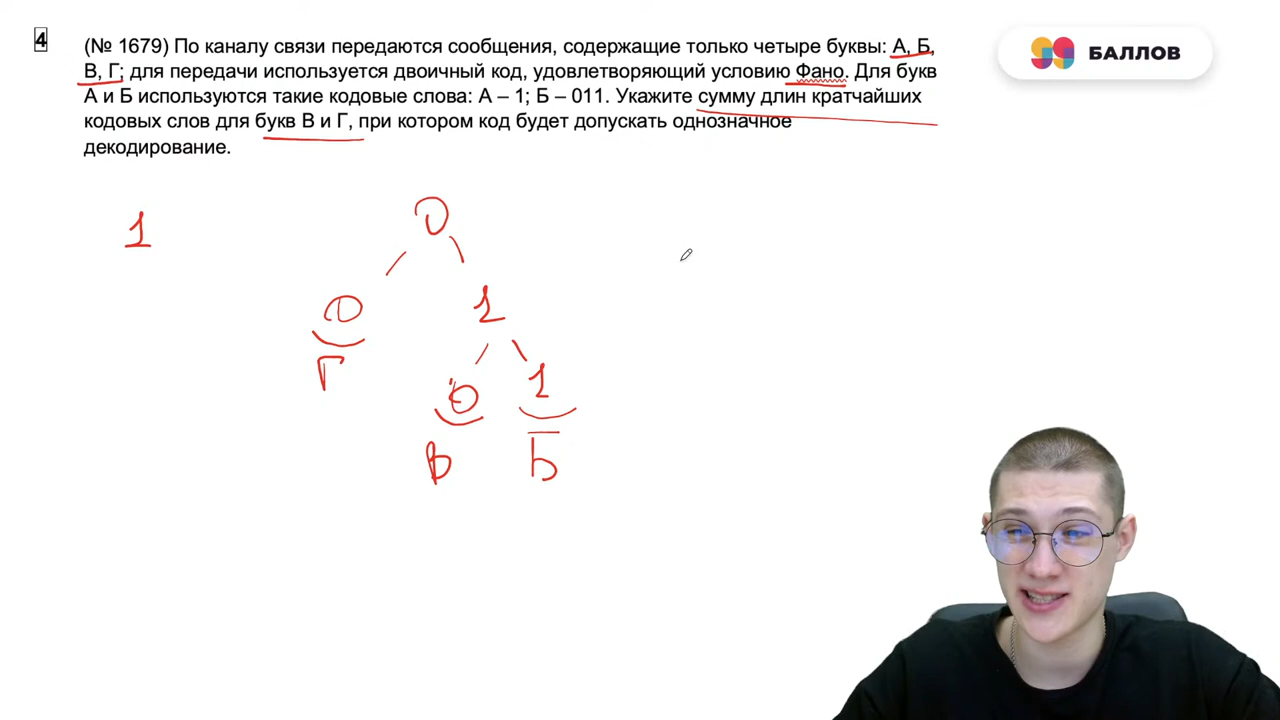 4
(№ 1679) По каналу связи передаются сообщения, содержащие только четыре буквы: А, Б,
В, Г; для передачи используется двоичный код, удовлетворяющий условию Фано. Для букв
А и Б используются такие кодовые слова: А – 1; Б – 011. Укажите сумму длин кратчайших
кодовых слов для букв В и Г, при котором код будет допускать однозначное
декодирование.
БАЛЛОВ
1
0
0 1
Г
0 1
В Б